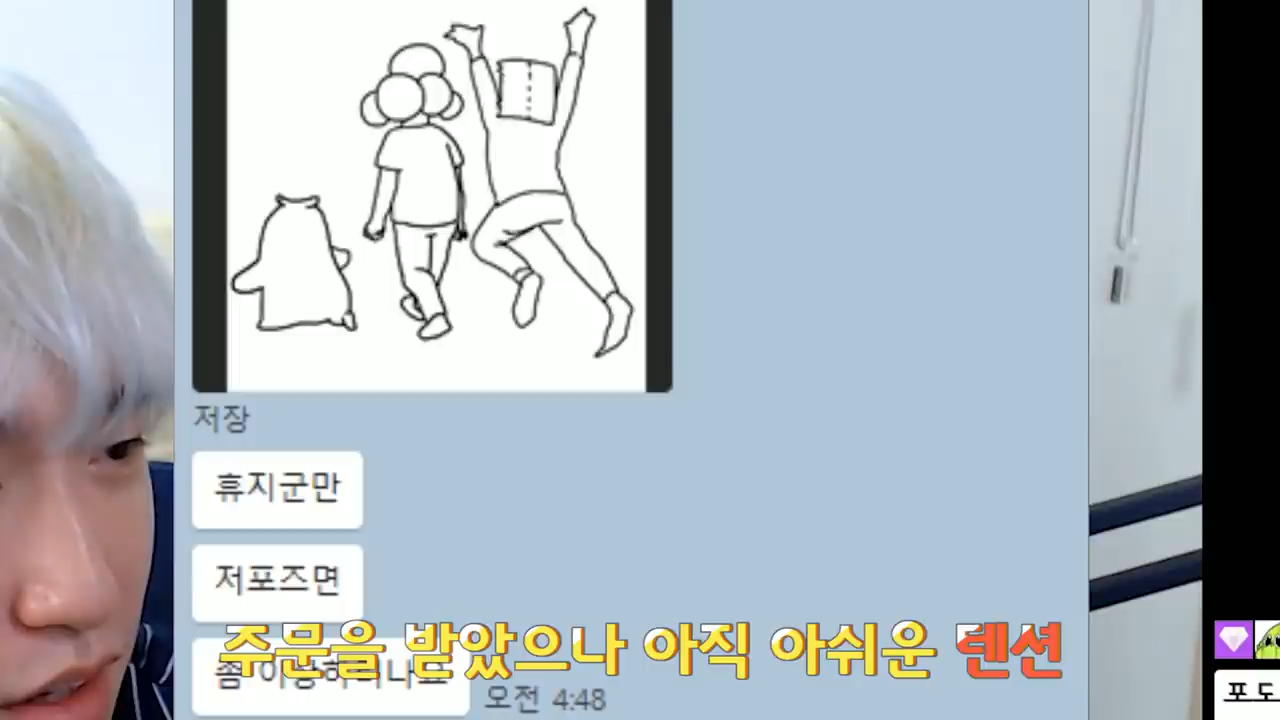 저장
휴지군만
저포즈면
좀
오전 4:48
주문을 받았으나 아직 아쉬운 텐션
포도